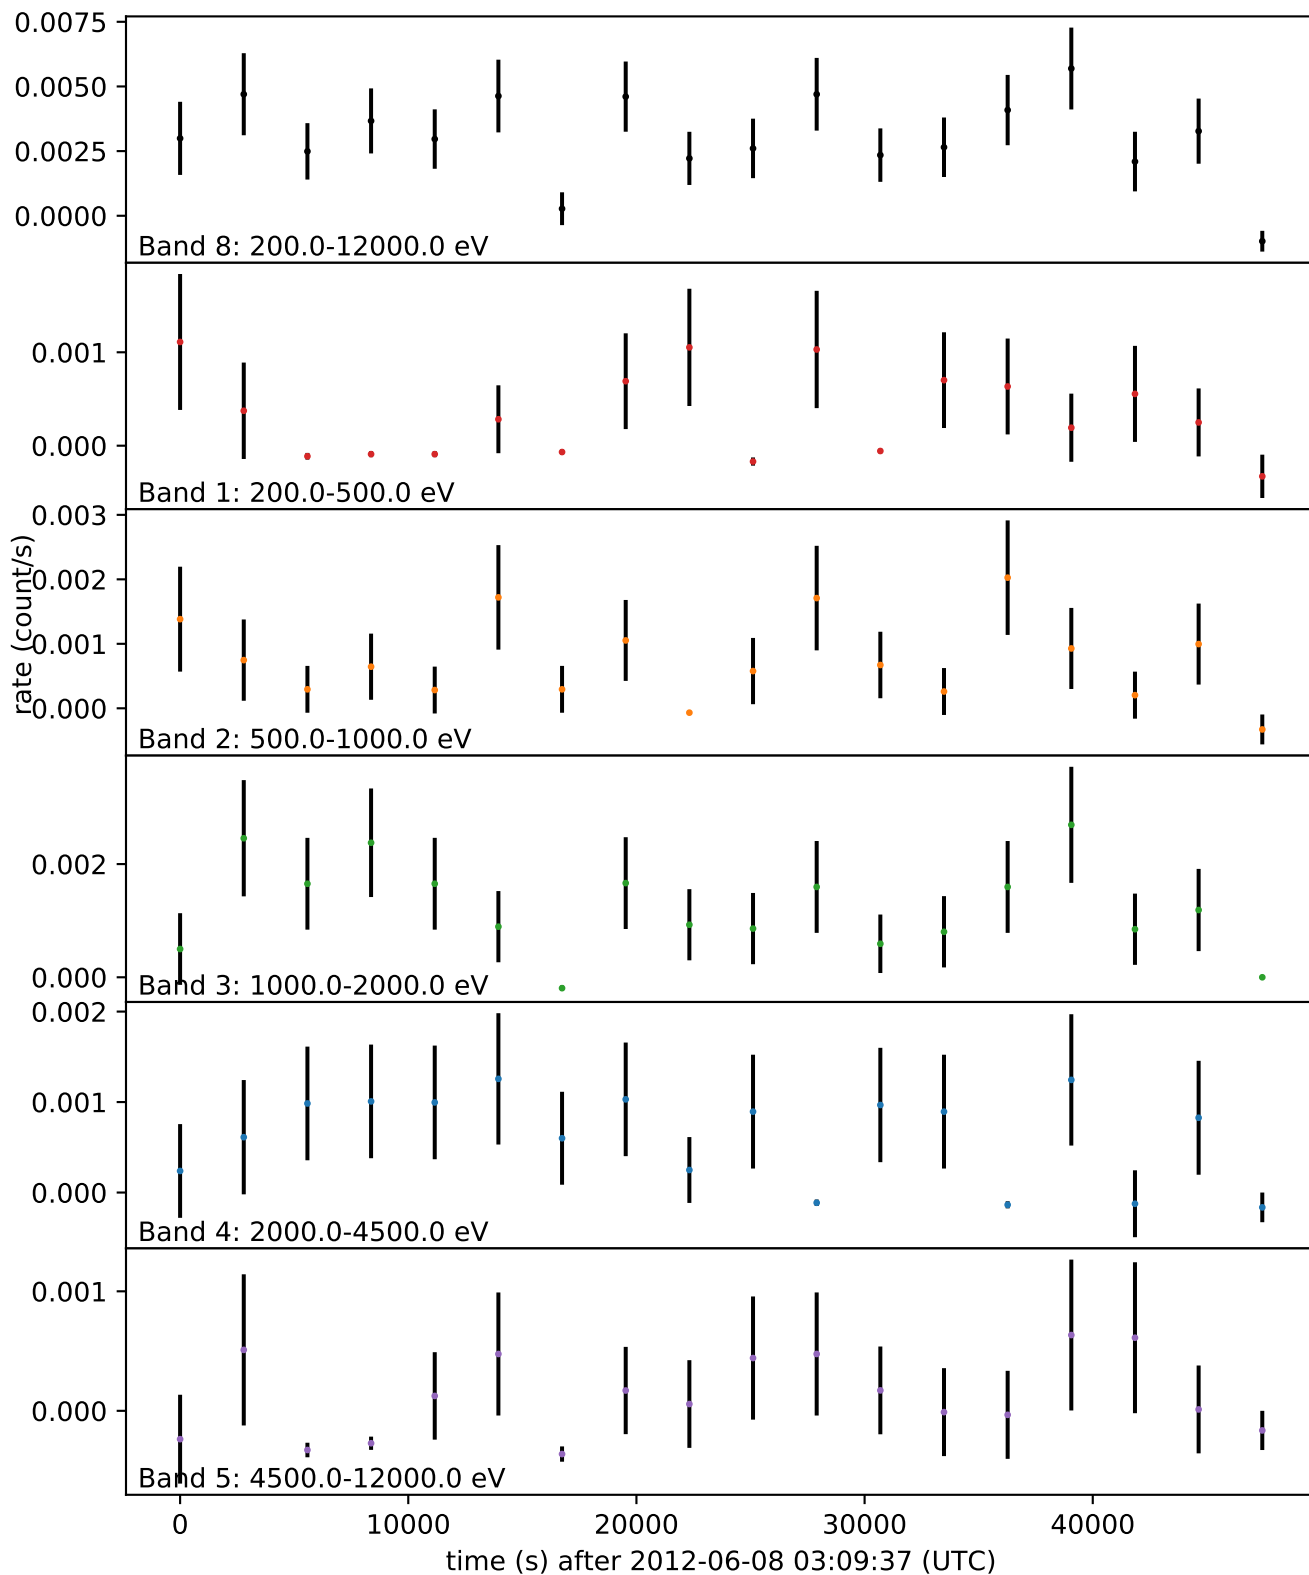 0.0075
0.0050
0.0025
0.0000
Band 8: 200.0-12000.0 eV
0.001
0.000
Band 1: 200.0-500.0 eV
rate (count/s)
0.003
0.002
0.001
0.000
Band 2: 500.0-1000.0 eV
0.002
0.000
Band 3: 1000.0-2000.0 eV
0.002
0.001
0.000
Band 4: 2000.0-4500.0 eV
0.001
0.000
Band 5: 4500.0-12000.0 eV
0 10000 20000 30000 40000
time (s) after 2012-06-08 03:09:37 (UTC)